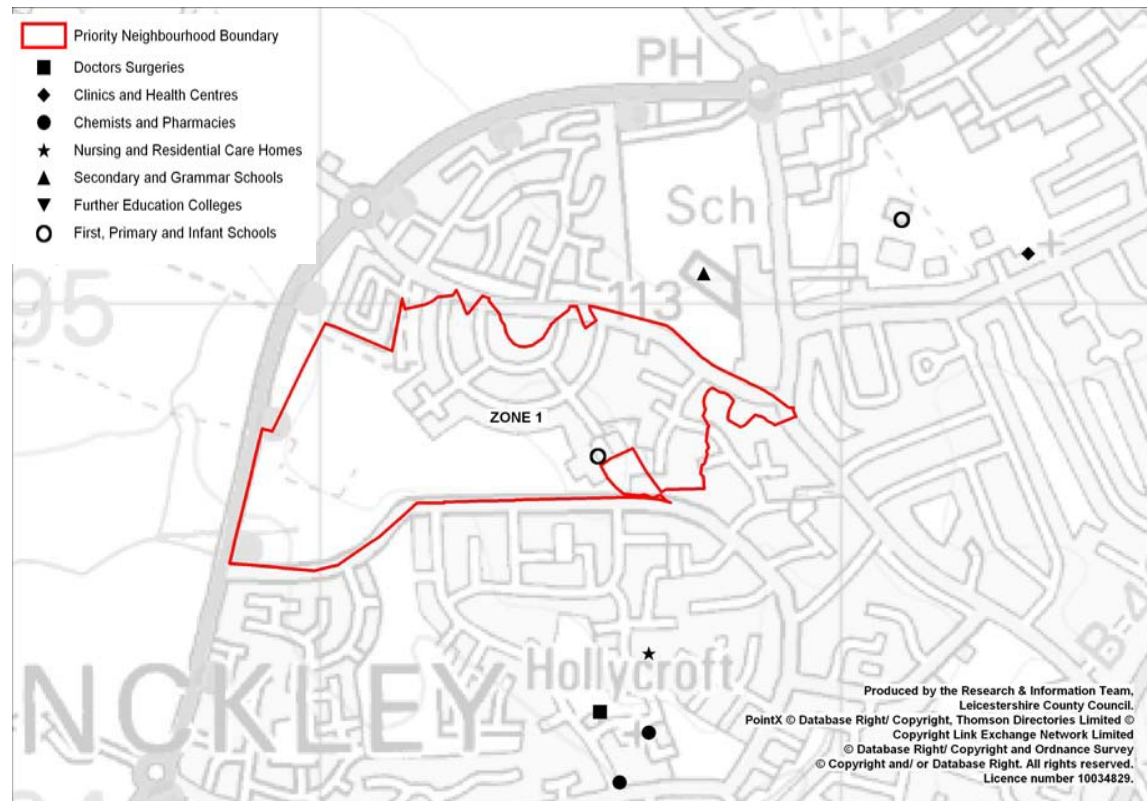 Priority Neighbourhood Boundary
Doctors Surgeries
Clinics and Health Centres
Chemists and Pharmacies
Nursing and Residential Care Homes
Secondary and Grammar Schools
Further Education Colleges
First, Primary and Infant Schools
PH
A
Sch
95
113
ZONE 1
NCKLEY
Hollycroft
B-4
Produced by the Research & Information Team,
Leicestershire County Council.
PointX © Database Right/ Copyright, Thomson Directories Limited ©
Copyright Link Exchange Network Limited
© Database Right/ Copyright and Ordnance Survey
© Copyright and/ or Database Right. All rights reserved.
Licence number 10034829.